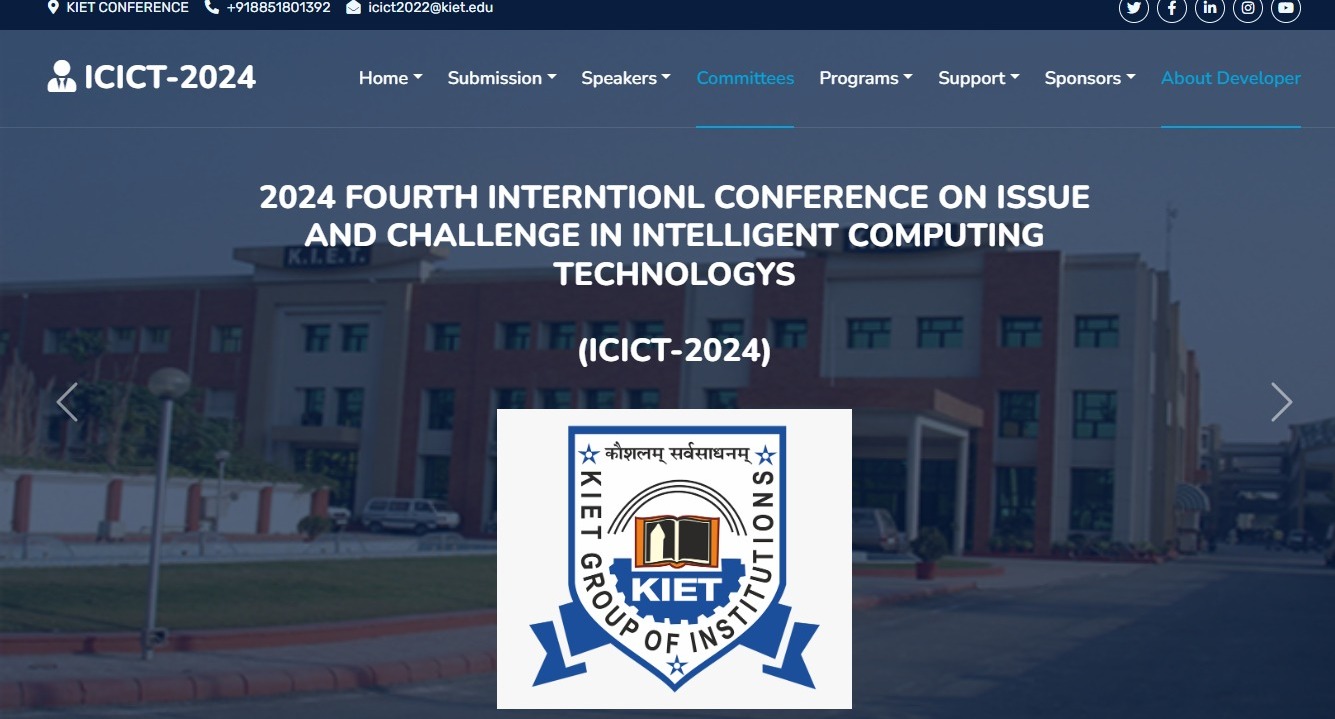 KIET CONFERENCE +918851801392 icict2022@kiet.edu
ICICT-2024 Home Submission Speakers Committees Programs Support Sponsors About Developer
2024 FOURTH INTERNTIONL CONFERENCE ON ISSUE
AND CHALLENGE IN INTELLIGENT COMPUTING
TECHNOLOGYS
K.I.E.T.
(ICICT-2024)
कौशलम् सर्वसाधनम्
KIET GROUP OF INSTITUTIONS
KIET